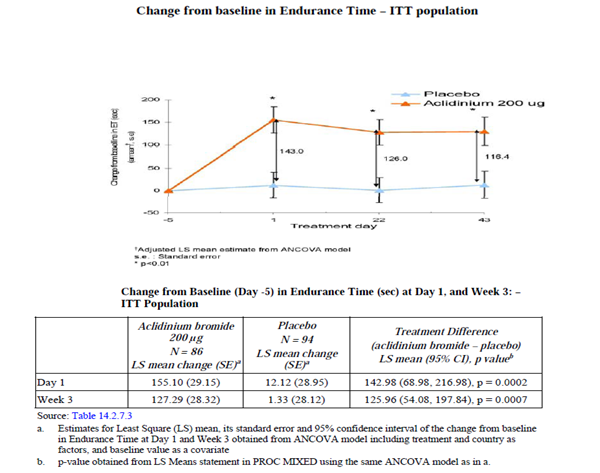 Change from baseline in Endurance Time – ITT population
Placebo
Aclidinium 200 ug
200
150
100
50
0
-50
*
*
*
143.0
126.0
118.4
-5
1
22
43
Treatment day
†Adjusted LS mean estimate from ANCOVA model
s.e. : Standard error
* p<0.01
Change from Baseline (Day -5) in Endurance Time (sec) at Day 1, and Week 3: –
ITT Population
Aclidinium bromide
200 µg
N = 86
LS mean change (SE)a
Placebo
N = 94
LS mean change
(SE)a
Treatment Difference
(aclidinium bromide – placebo)
LS mean (95% CI), p valueb
Day 1 155.10 (29.15) 12.12 (28.95) 142.98 (68.98, 216.98), p = 0.0002
Week 3 127.29 (28.32) 1.33 (28.12) 125.96 (54.08, 197.84), p = 0.0007
Source: Table 14.2.7.3
a. Estimates for Least Square (LS) mean, its standard error and 95% confidence interval of the change from baseline
in Endurance Time at Day 1 and Week 3 obtained from ANCOVA model including treatment and country as
factors, and baseline value as a covariate
b. p-value obtained from LS Means statement in PROC MIXED using the same ANCOVA model as in a.